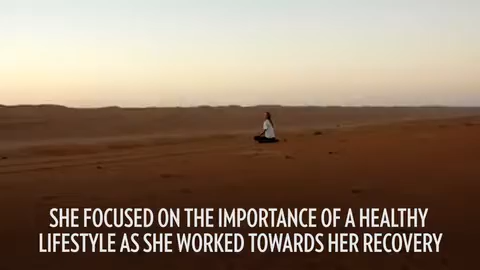 SHE FOCUSED ON THE IMPORTANCE OF A HEALTHY
LIFESTYLE AS SHE WORKED TOWARDS HER RECOVERY